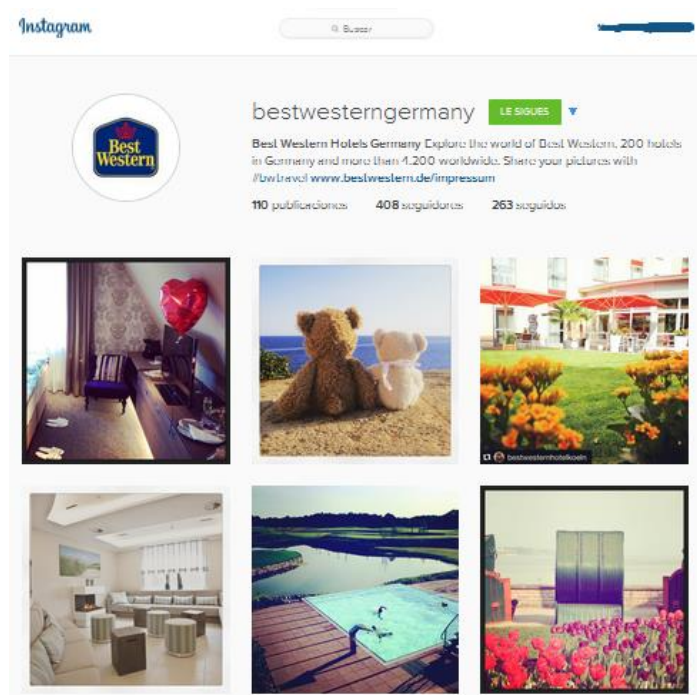 Instagram
Buscar
bestwesterngermany LE SIGUES
Best Western Hotels Germany Explore the world of Best Western, 200 hotels
in Germany and more than 4.200 worldwide. Share your pictures with
#bwtravel www.bestwestern.de/impressum
110 publicaciones 408 seguidores 263 seguidos
Best
Western
bestwesternhotelkoeln